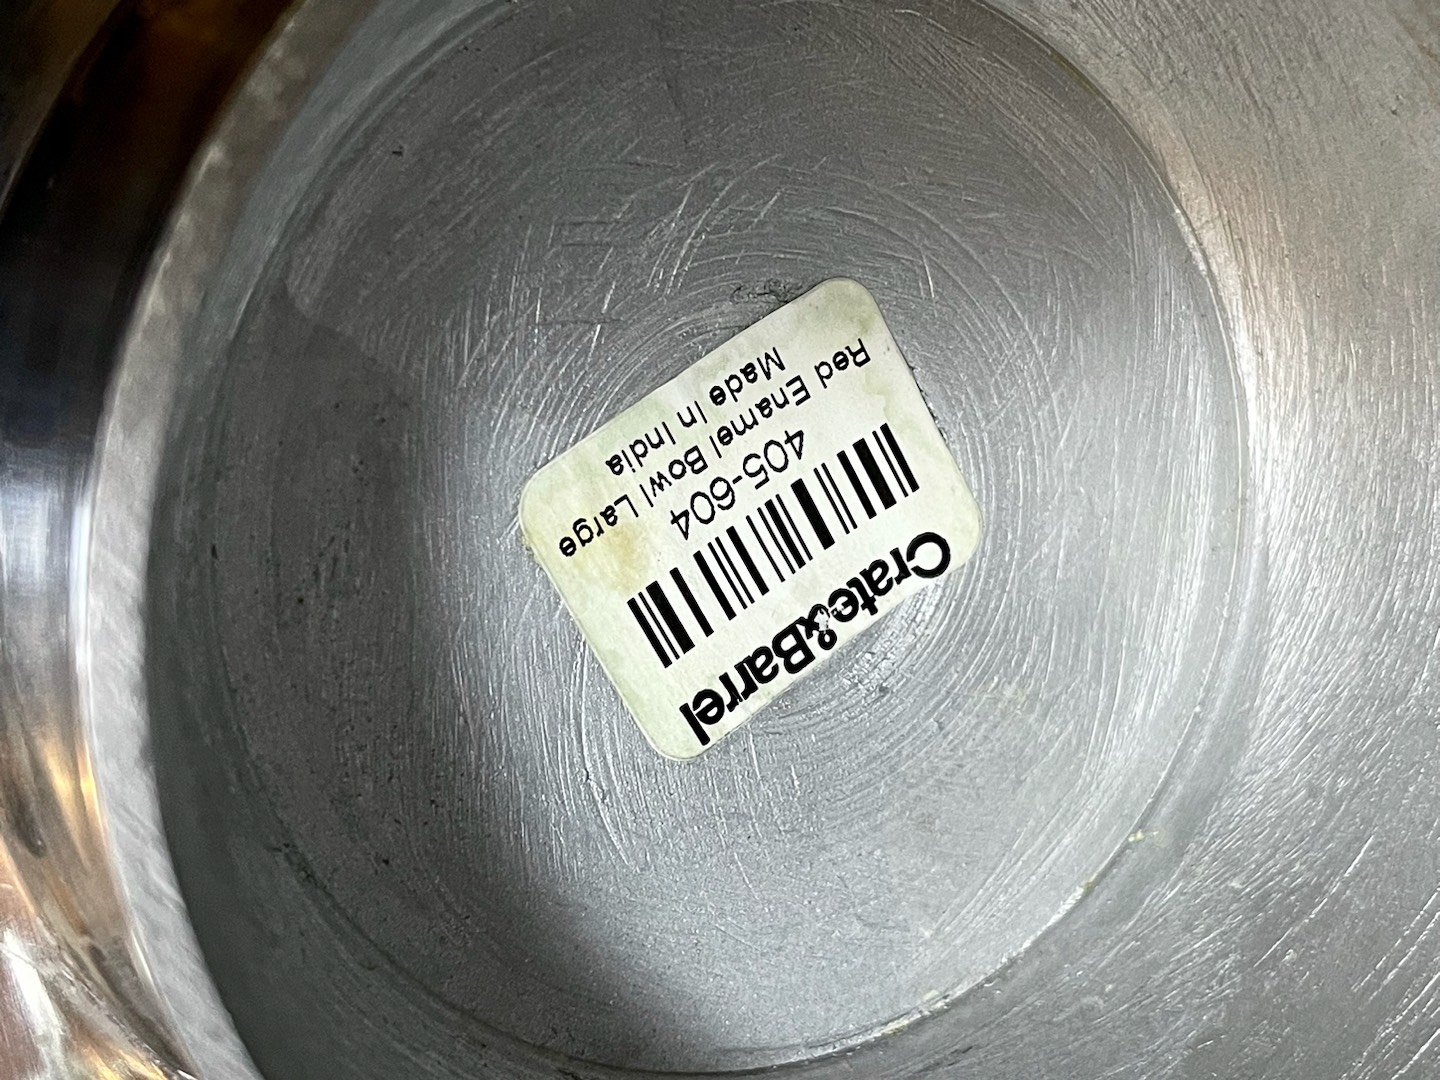 Crate&Barrel
405-604
Red Enamel Bowl Large
Made In India